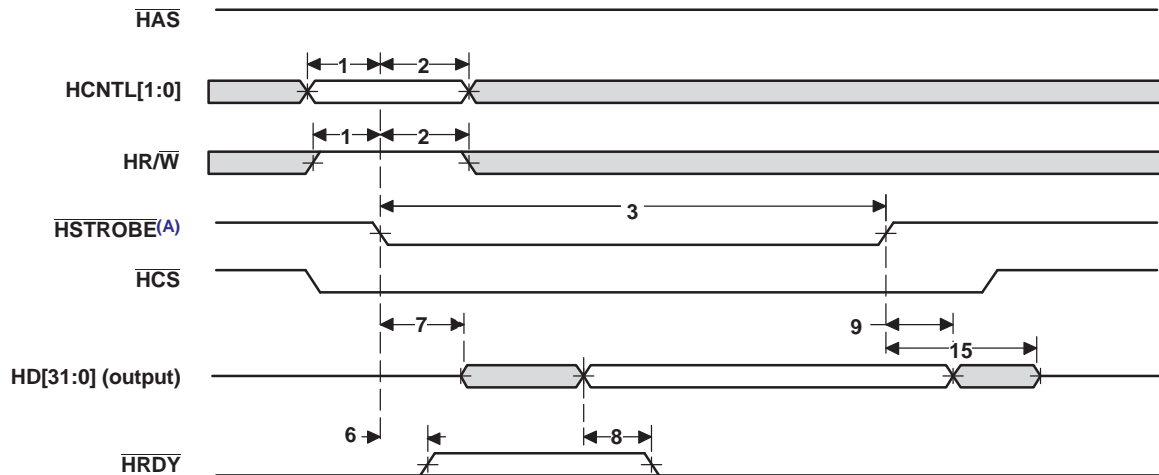 HAS
1 2
HCNTL[1:0]
1 2
HR/W
3
HSTROBE(A)
HCS
7 9
15
HD[31:0] (output)
6 8
HRDY